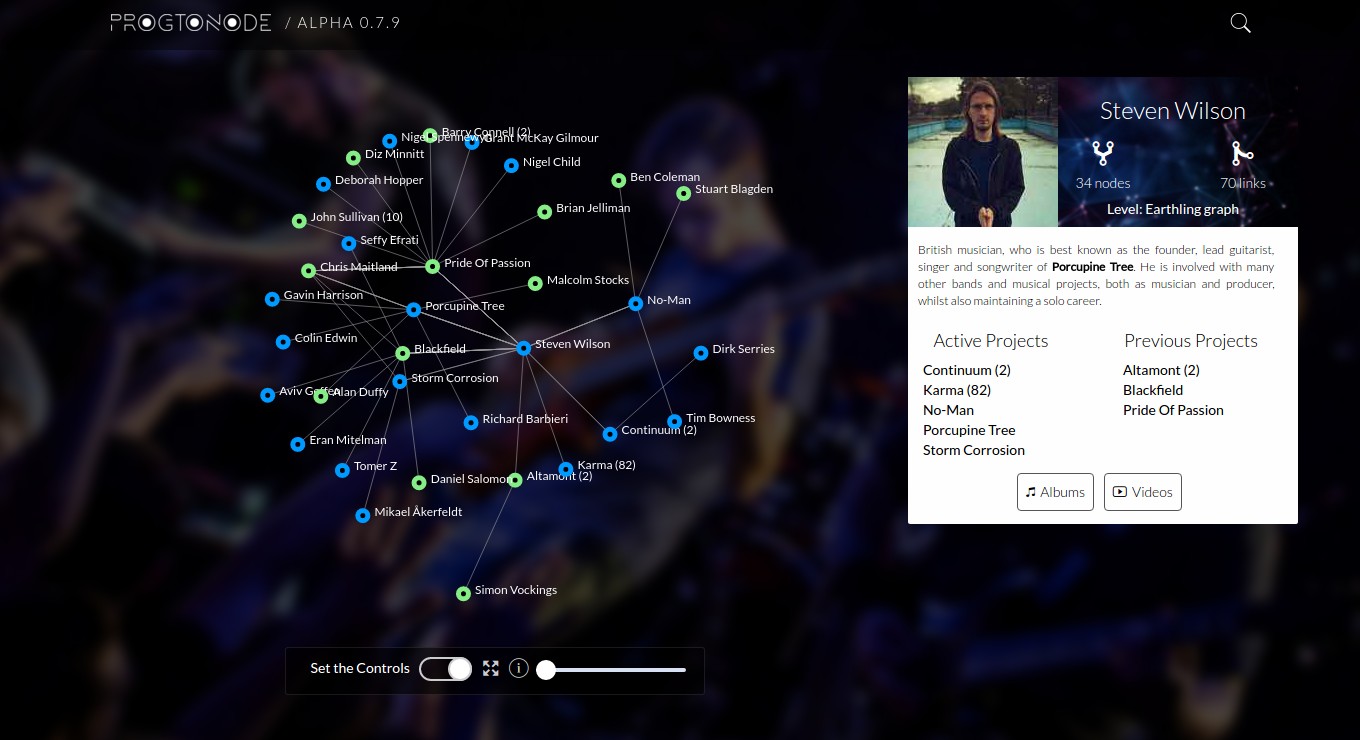 PROGTONODE / ALPHA 0.7.9
Barry Connell (2)
Grant McKay Gilmour
Diz Minnitt
Nigel Child
Deborah Hopper
Ben Coleman
Stuart Blagden
John Sullivan (10)
Brian Jelliman
Seffy Efrati
Chris Maitland
Pride Of Passion
Malcolm Stocks
Gavin Harrison
Porcupine Tree
No-Man
Colin Edwin
Blackfield
Steven Wilson
Dirk Serries
Storm Corrosion
Aviv Geffen
Alan Duffy
Richard Barbieri
Tim Bowness
Continuum (2)
Eran Mitelman
Tomer Z
Karma (82)
Daniel Salomon
Altamont (2)
Mikael Åkerfeldt
Simon Vockings
Set the Controls
Steven Wilson
34 nodes
70 links
Level: Earthling graph
British musician, who is best known as the founder, lead guitarist,
singer and songwriter of Porcupine Tree. He is involved with many
other bands and musical projects, both as musician and producer,
whilst also maintaining a solo career.
Active Projects
Continuum (2)
Karma (82)
No-Man
Porcupine Tree
Storm Corrosion
Previous Projects
Altamont (2)
Blackfield
Pride Of Passion
Albums
Videos